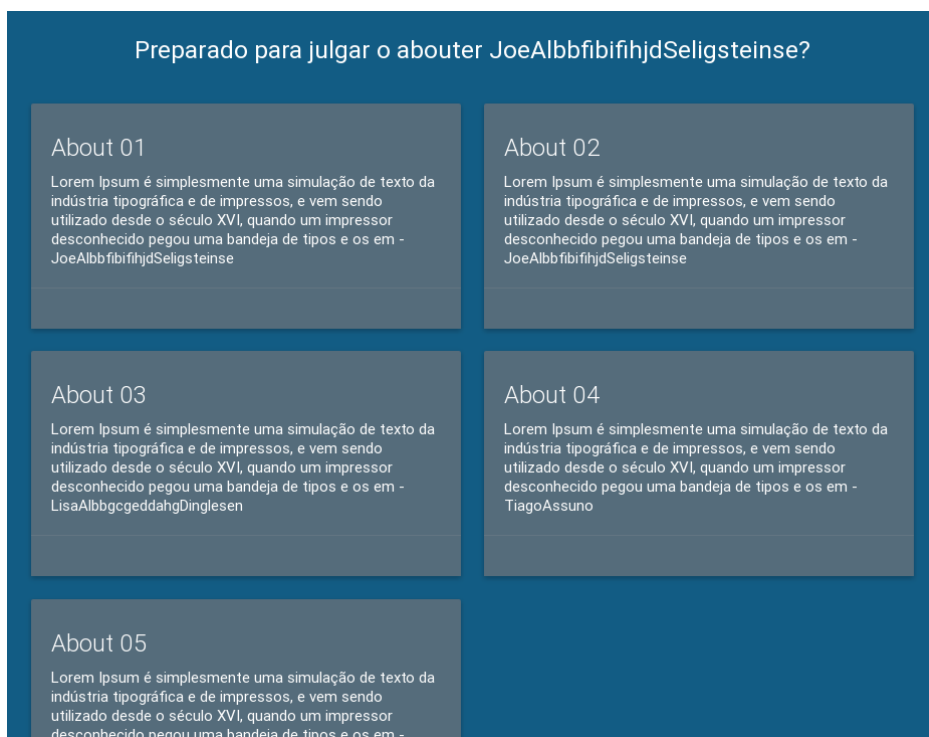 Preparado para julgar o abouter JoeAlbbfibifihjdSeligsteinse?
About 01
Lorem Ipsum é simplesmente uma simulação de texto da
indústria tipográfica e de impressos, e vem sendo
utilizado desde o século XVI, quando um impressor
desconhecido pegou uma bandeja de tipos e os em -
JoeAlbbfibifihjdSeligsteinse
About 02
Lorem Ipsum é simplesmente uma simulação de texto da
indústria tipográfica e de impressos, e vem sendo
utilizado desde o século XVI, quando um impressor
desconhecido pegou uma bandeja de tipos e os em -
JoeAlbbfibifihjdSeligsteinse
About 03
Lorem Ipsum é simplesmente uma simulação de texto da
indústria tipográfica e de impressos, e vem sendo
utilizado desde o século XVI, quando um impressor
desconhecido pegou uma bandeja de tipos e os em -
LisaAlbbgcgeddahgDinglesen
About 04
Lorem Ipsum é simplesmente uma simulação de texto da
indústria tipográfica e de impressos, e vem sendo
utilizado desde o século XVI, quando um impressor
desconhecido pegou uma bandeja de tipos e os em -
TiagoAssuno
About 05
Lorem Ipsum é simplesmente uma simulação de texto da
indústria tipográfica e de impressos, e vem sendo
utilizado desde o século XVI, quando um impressor
desconhecido pegou uma bandeja de tipos e os em -